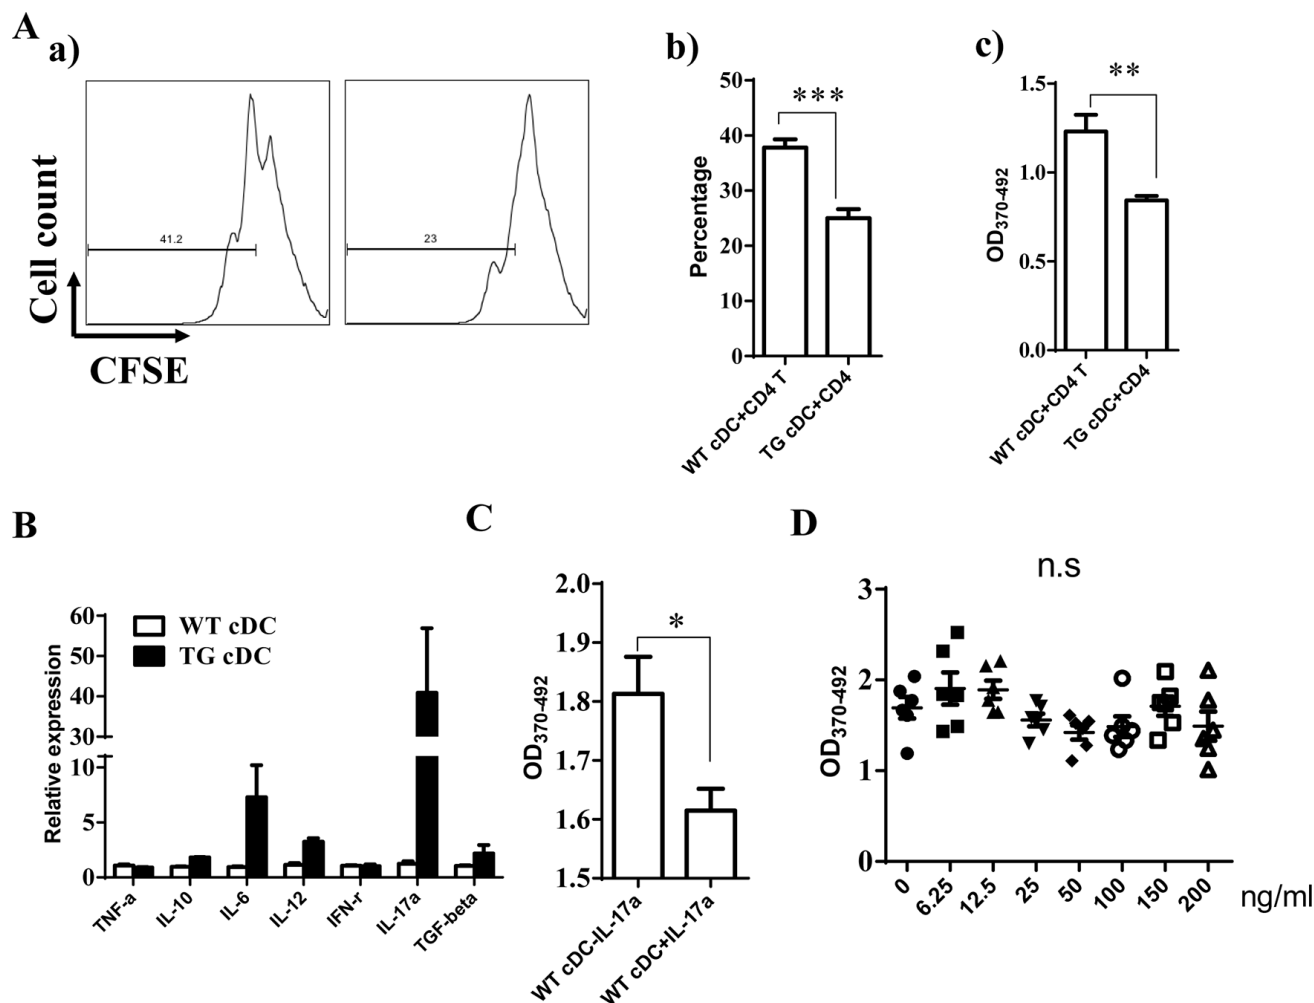 A
a)
41.2
23
Cell count
CFSE
b)
***
50
40
30
20
10
0
Percentage
WT cDC+CD4 T
TG cDC+CD4
c)
**
1.5
1.0
0.5
0.0
OD370-492
WT cDC+CD4 T
TG cDC+CD4
B
WT cDC
TG cDC
60
50
40
30
10
5
0
Relative expression
TNF-a
IL-10
IL-6
IL-12
IFN-r
IL-17a
TGF-beta
C
*
2.0
1.9
1.8
1.7
1.6
1.5
OD370-492
WT cDC-IL-17a
WT cDC+IL-17a
D
n.s
3
2
1
0
OD370-492
0
6.25
12.5
25
50
100
150
200
ng/ml